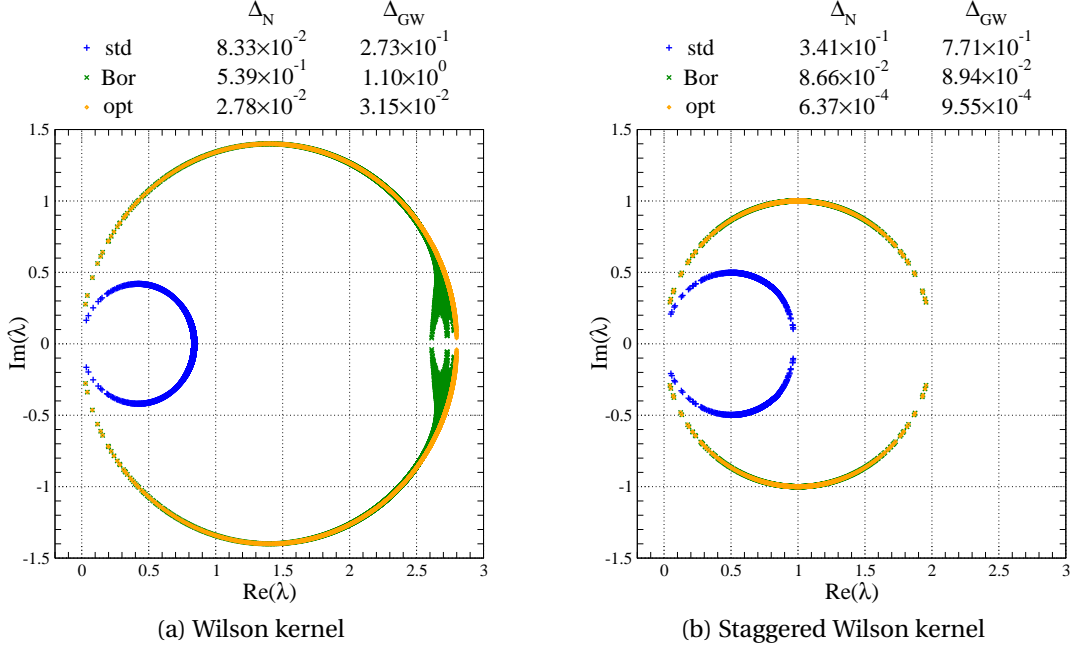 Δ_N Δ_GW
+ std 8.33×10^-2 2.73×10^-1
× Bor 5.39×10^-1 1.10×10^0
opt 2.78×10^-2 3.15×10^-2
1.5
1
0.5
0
-0.5
-1
-1.5
Im(λ)
0 0.5 1 1.5 2 2.5 3
Re(λ)
(a) Wilson kernel
Δ_N Δ_GW
+ std 3.41×10^-1 7.71×10^-1
× Bor 8.66×10^-2 8.94×10^-2
opt 6.37×10^-4 9.55×10^-4
1.5
1
0.5
0
-0.5
-1
-1.5
Im(λ)
0 0.5 1 1.5 2 2.5 3
Re(λ)
(b) Staggered Wilson kernel